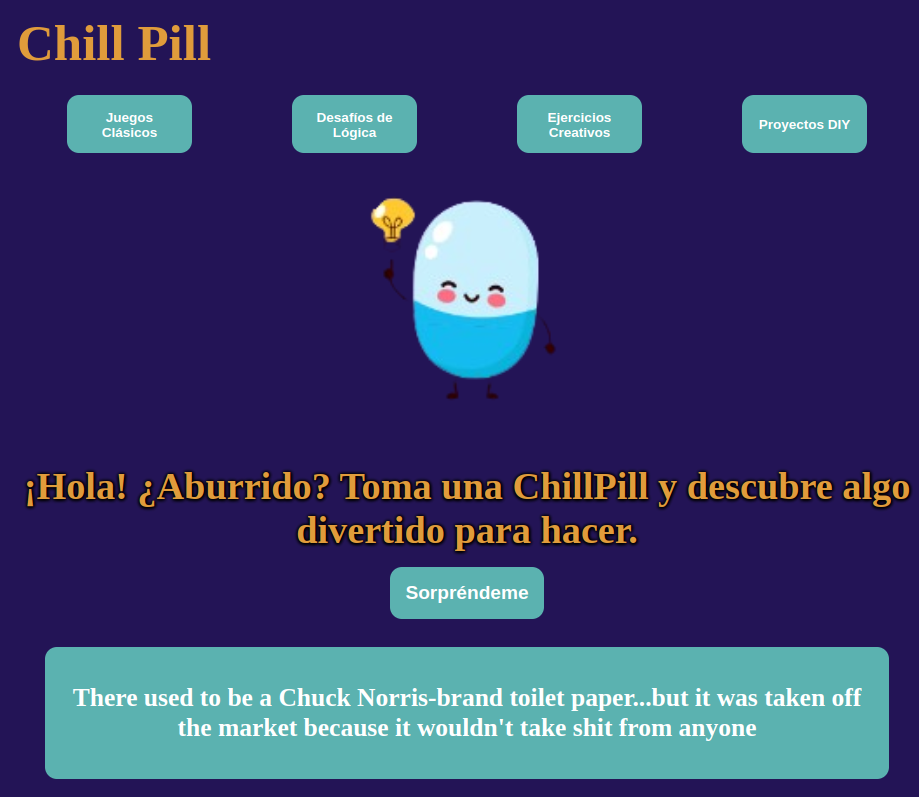 Chill Pill
Juegos
Clásicos
Desafíos de
Lógica
Ejercicios
Creativos
Proyectos DIY
¡Hola! ¿Aburrido? Toma una ChillPill y descubre algo
divertido para hacer.
Sorpréndeme
There used to be a Chuck Norris-brand toilet paper...but it was taken off
the market because it wouldn't take shit from anyone